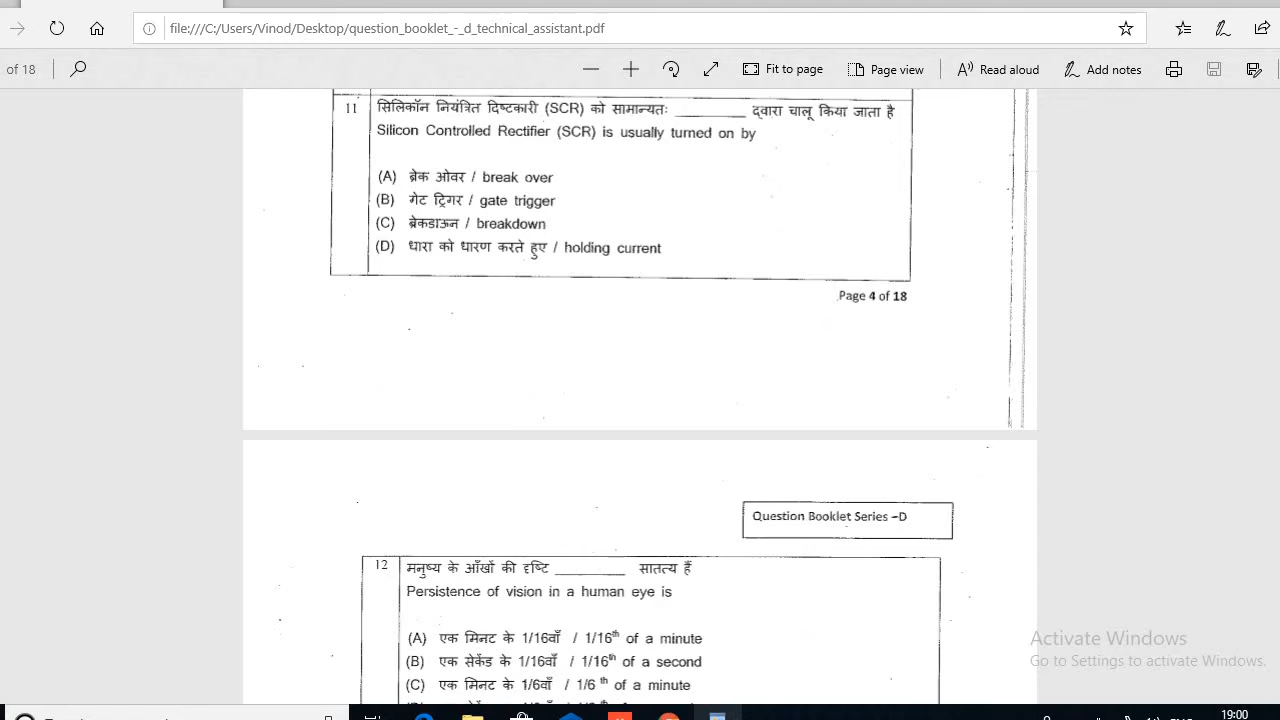 file:///C:/Users/Vinod/Desktop/question_booklet_-_d_technical_assistant.pdf
of 18
Fit to page
Page view
Read aloud
Add notes
11 सिलिकॉन नियंत्रित दिष्टकारी (SCR) को सामान्यतः ________ द्वारा चालू किया जाता है
Silicon Controlled Rectifier (SCR) is usually turned on by
(A) ब्रेक ओवर / break over
(B) गेट ट्रिगर / gate trigger
(C) ब्रेकडाऊन / breakdown
(D) धारा को धारण करते हुए / holding current
Page 4 of 18
Question Booklet Series –D
12 मनुष्य के आँखों की दृष्टि ________ सातत्य हैं
Persistence of vision in a human eye is
(A) एक मिनट के 1/16वाँ / 1/16th of a minute
(B) एक सेकेंड के 1/16वाँ / 1/16th of a second
(C) एक मिनट के 1/6वाँ / 1/6 th of a minute
Activate Windows
Go to Settings to activate Windows.
19:00